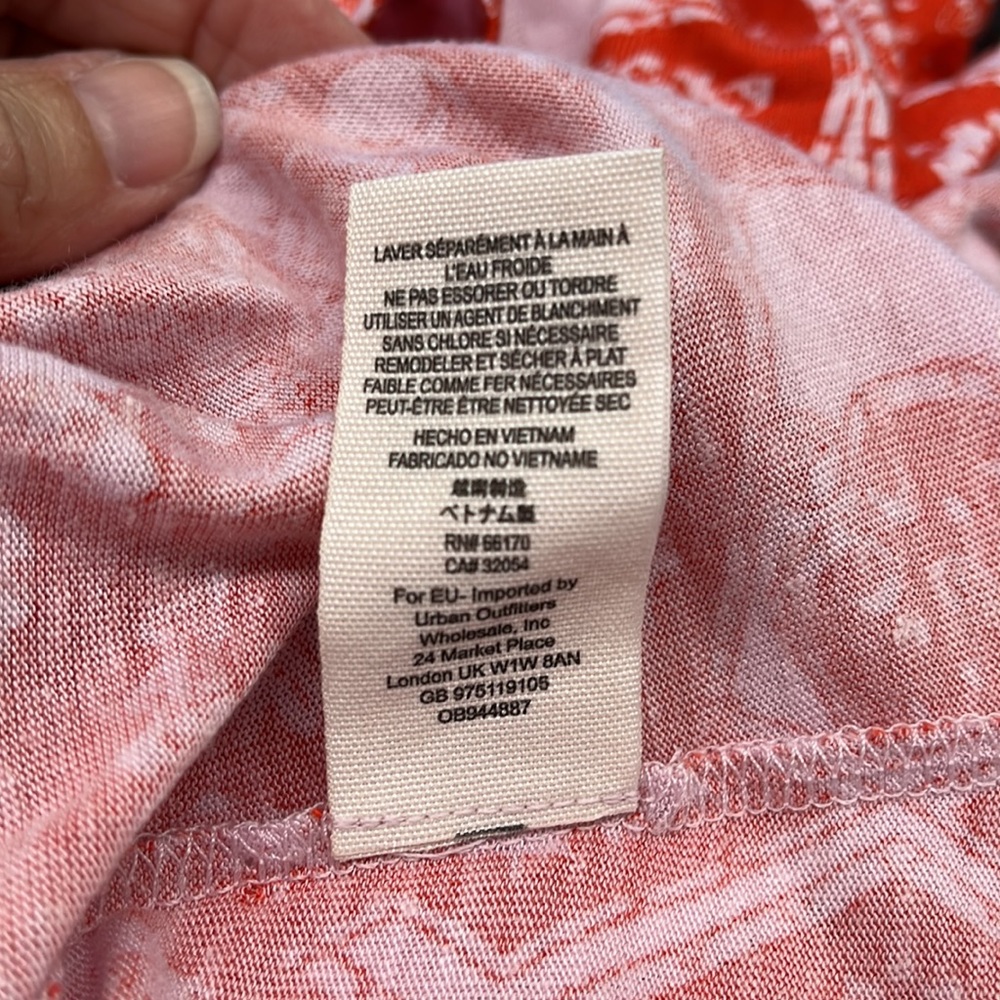 LAVER SÉPARÉMENT À LA MAIN À
L'EAU FROIDE
NE PAS ESSORER OU TORDRE
UTILISER UN AGENT DE BLANCHIMENT
SANS CHLORE SI NÉCESSAIRE
REMODELER ET SÉCHER À PLAT
FAIBLE COMME FER NÉCESSAIRES
PEUT-ÊTRE ÊTRE NETTOYÉE SEC
HECHO EN VIETNAM
FABRICADO NO VIETNAME
越南制造
ベトナム製
RN# 66170
CA# 32054
For EU- Imported by
Urban Outfitters
Wholesale, Inc
24 Market Place
London UK W1W 8AN
GB 975119106
OB944887